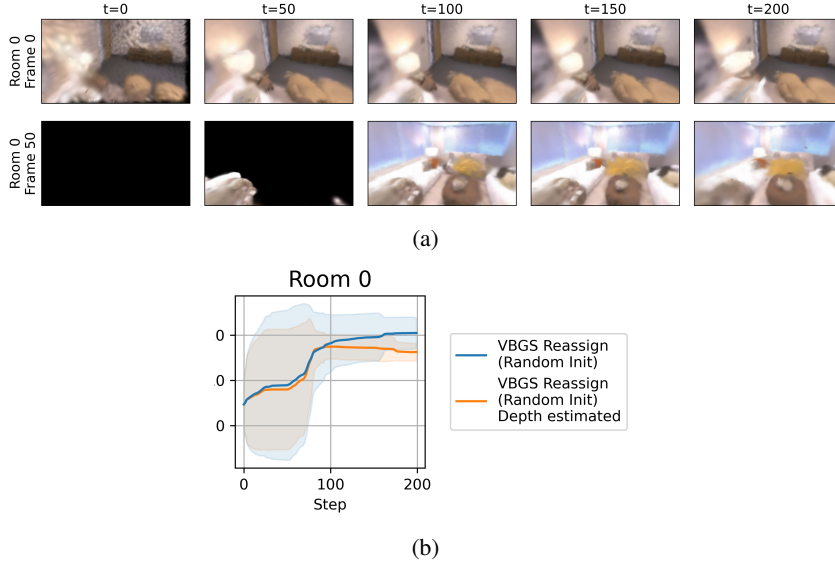 t=0 t=50 t=100 t=150 t=200
Room 0
Frame 0
Room 0
Frame 50
(a)
Room 0
0
0
0
0 100 200
Step
VBGS Reassign
(Random Init)
VBGS Reassign
(Random Init)
Depth estimated
(b)